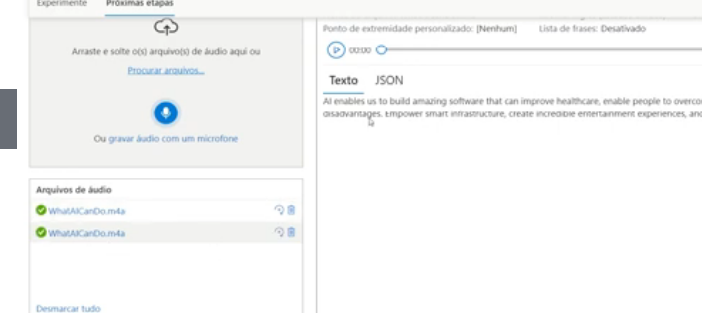 Experimente Próximas etapas
Arraste e solte o(s) arquivo(s) de áudio aqui ou
Procurar arquivos...
Ou gravar áudio com um microfone
Arquivos de áudio
WhatAICanDo.m4a
WhatAICanDo.m4a
Desmarcar tudo
Ponto de extremidade personalizado: [Nenhum] Lista de frases: Desativado
00:00
Texto JSON
AI enables us to build amazing software that can improve healthcare, enable people to overco
disadvantages. Empower smart infrastructure, create incredible entertainment experiences, and